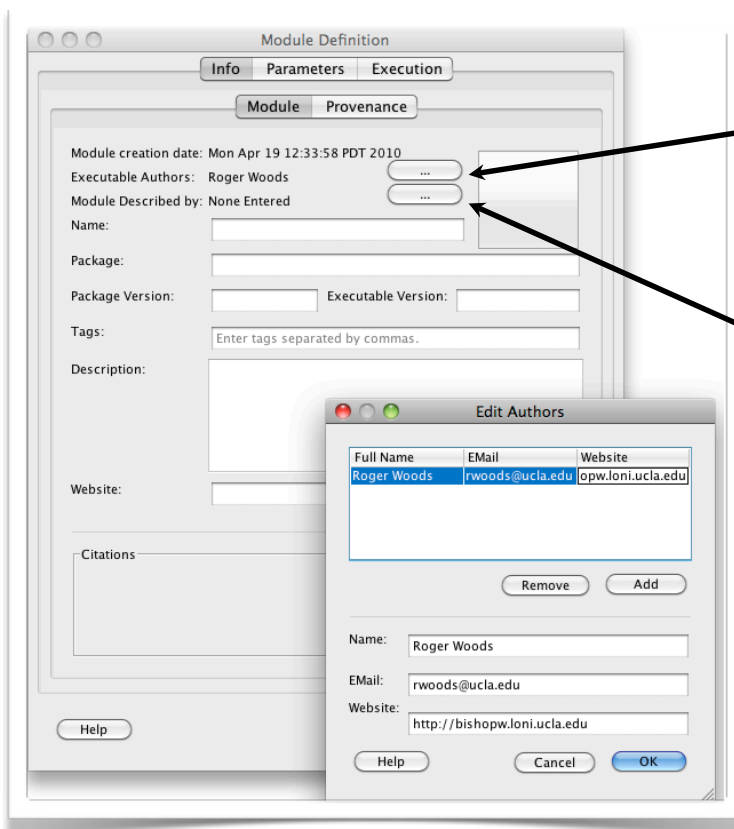 Module Definition
Info Parameters Execution
Module Provenance
Module creation date: Mon Apr 19 12:33:58 PDT 2010
Executable Authors: Roger Woods ...
Module Described by: None Entered ...
Name:
Package:
Package Version: Executable Version:
Tags: Enter tags separated by commas.
Description:
Website:
Citations
Help
Edit Authors
Full Name EMail Website
Roger Woods rwoods@ucla.edu opw.loni.ucla.edu
Remove Add
Name: Roger Woods
EMail: rwoods@ucla.edu
Website: http://bishopw.loni.ucla.edu
Help Cancel OK